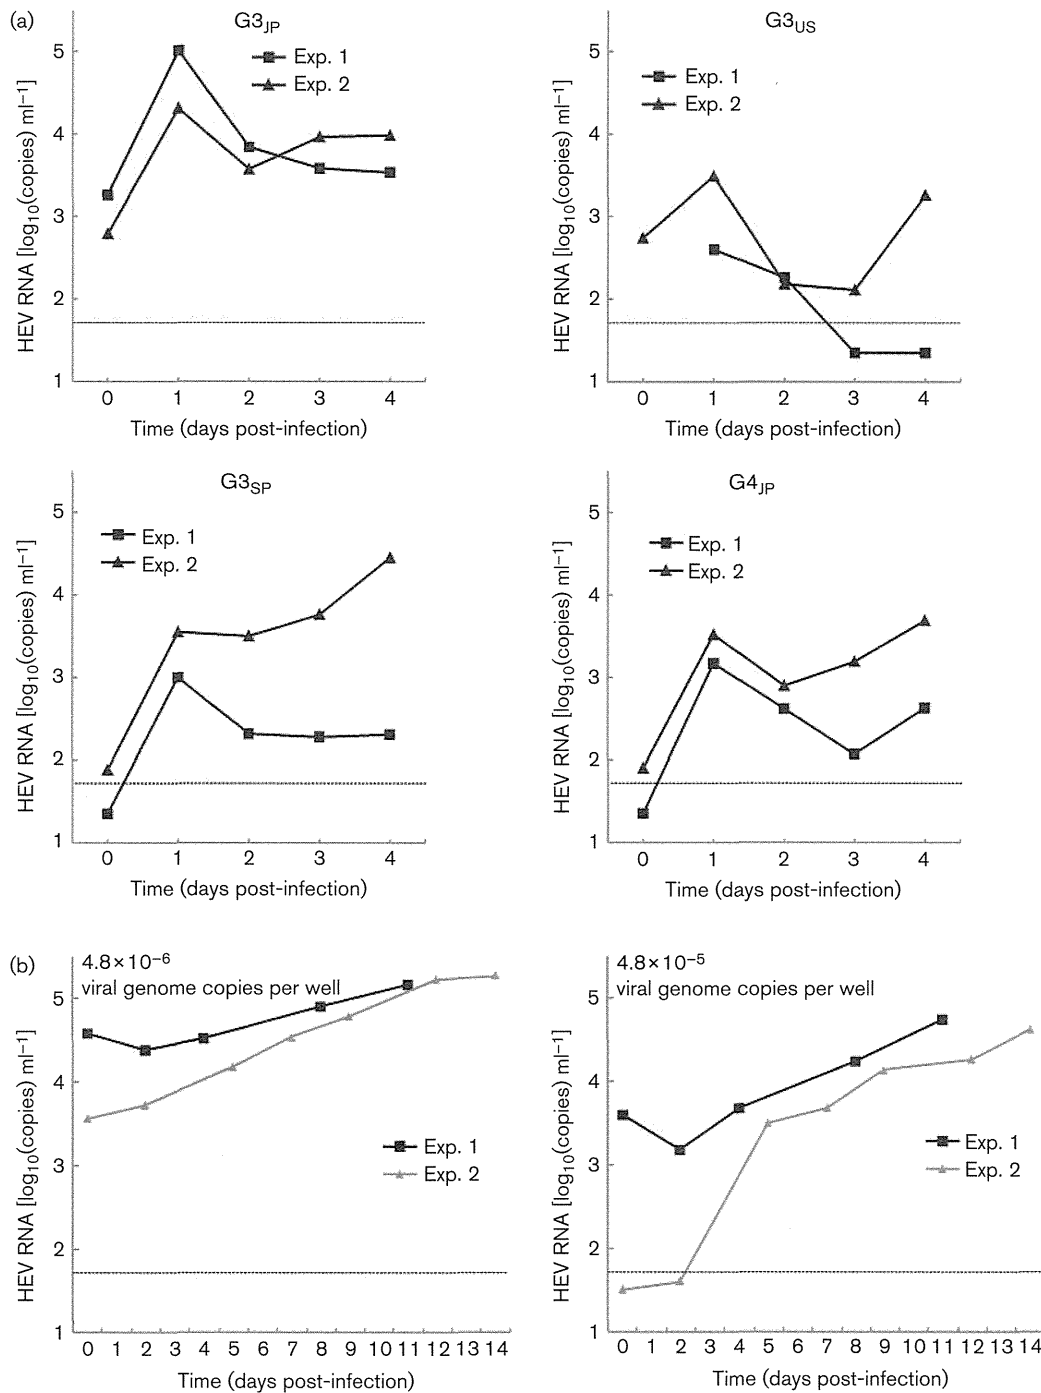 (a)
G3JP
5
4
3
2
1
HEV RNA [log10(copies) ml−1]
Exp. 1
Exp. 2
0 1 2 3 4
Time (days post-infection)
G3US
5
4
3
2
1
HEV RNA [log10(copies) ml−1]
Exp. 1
Exp. 2
0 1 2 3 4
Time (days post-infection)
G3SP
5
4
3
2
1
HEV RNA [log10(copies) ml−1]
Exp. 1
Exp. 2
0 1 2 3 4
Time (days post-infection)
G4JP
5
4
3
2
1
HEV RNA [log10(copies) ml−1]
Exp. 1
Exp. 2
0 1 2 3 4
Time (days post-infection)
(b)
4.8×10−6
viral genome copies per well
5
4
3
2
1
HEV RNA [log10(copies) ml−1]
Exp. 1
Exp. 2
0 1 2 3 4 5 6 7 8 9 10 11 12 13 14
Time (days post-infection)
4.8×10−5
viral genome copies per well
5
4
3
2
1
HEV RNA [log10(copies) ml−1]
Exp. 1
Exp. 2
0 1 2 3 4 5 6 7 8 9 10 11 12 13 14
Time (days post-infection)